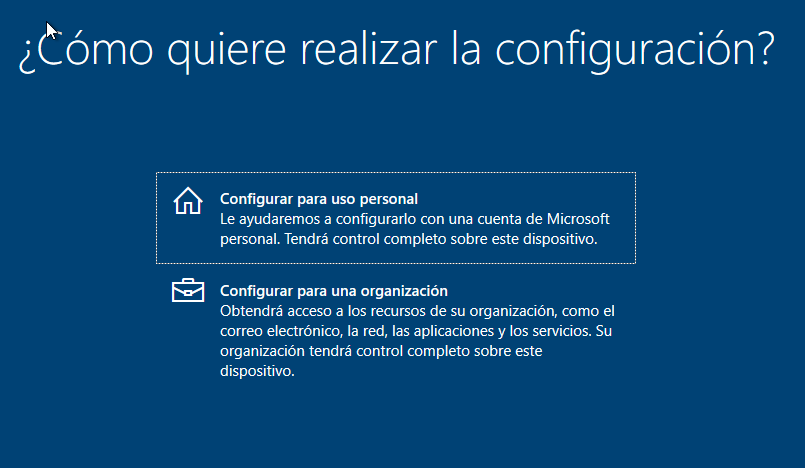 ¿Cómo quiere realizar la configuración?
Configurar para uso personal
Le ayudaremos a configurarlo con una cuenta de Microsoft
personal. Tendrá control completo sobre este dispositivo.
Configurar para una organización
Obtendrá acceso a los recursos de su organización, como el
correo electrónico, la red, las aplicaciones y los servicios. Su
organización tendrá control completo sobre este
dispositivo.